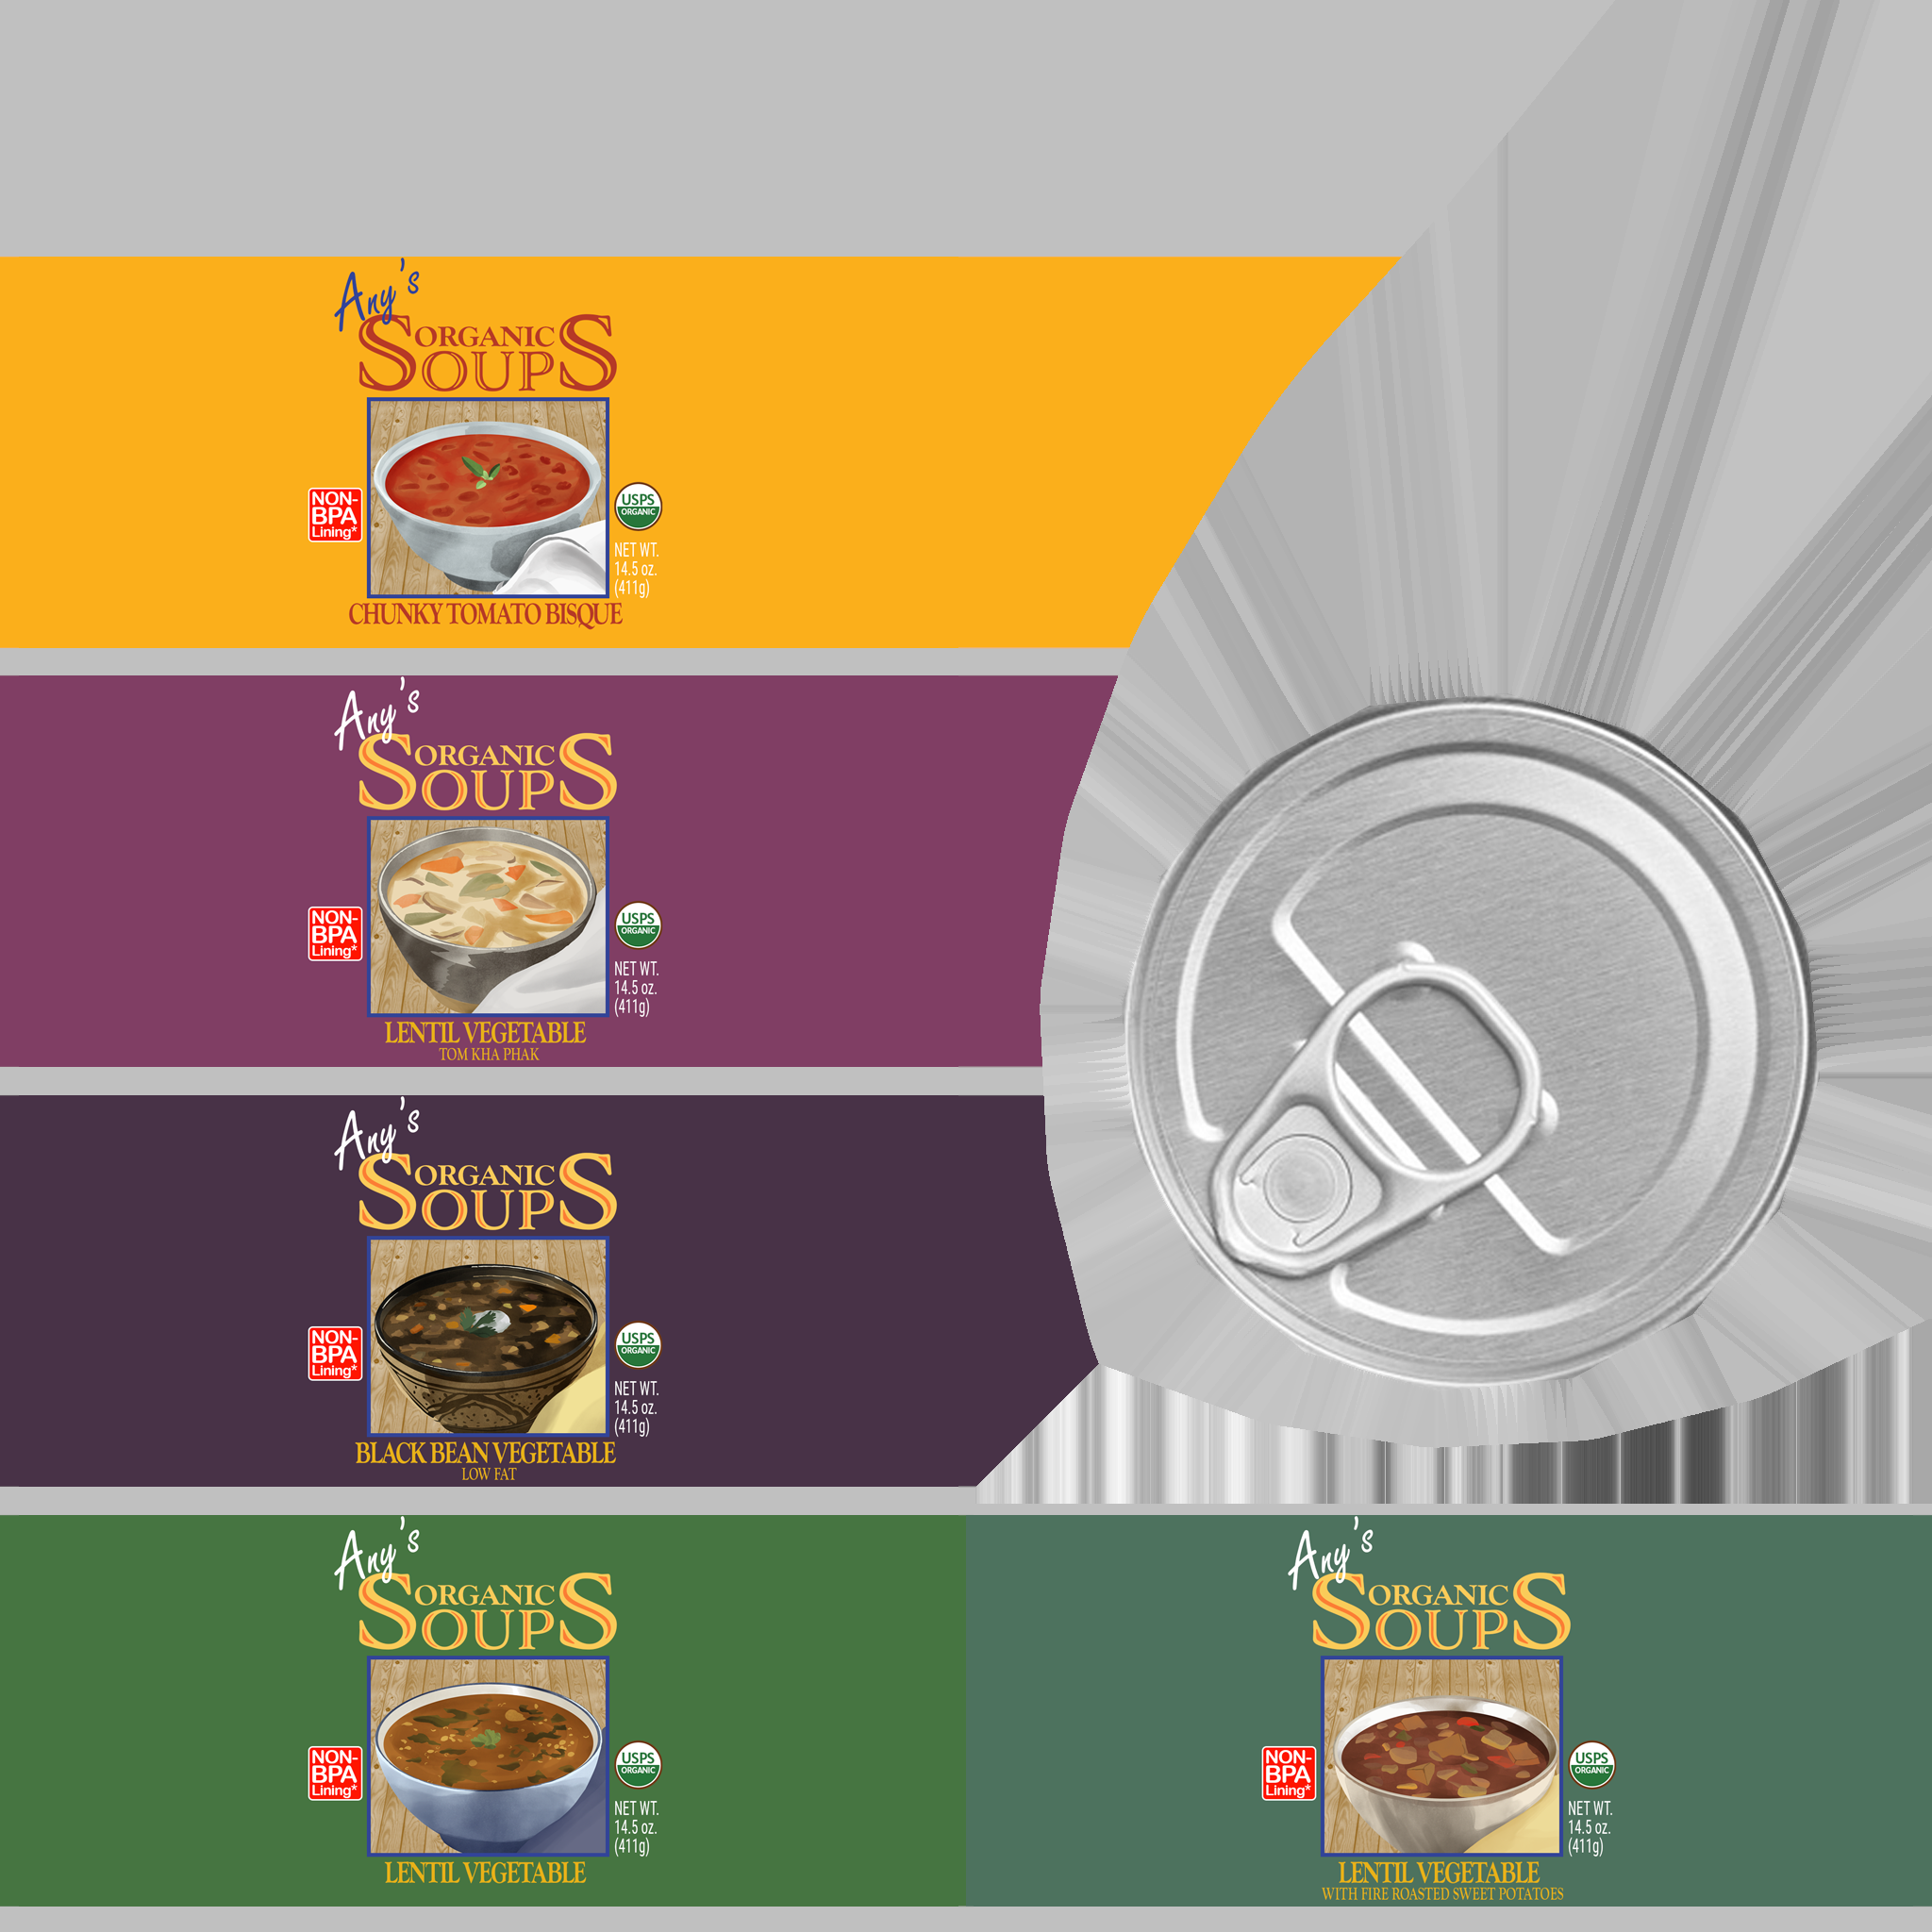 Any's
ORGANIC
SOUPS
NON-
BPA
Lining*
USPS
ORGANIC
NET WT.
14.5 oz.
(411g)
CHUNKY TOMATO BISQUE
Any's
ORGANIC
SOUPS
NON-
BPA
Lining*
USPS
ORGANIC
NET WT.
14.5 oz.
(411g)
LENTIL VEGETABLE
TOM KHA PHAK
Any's
ORGANIC
SOUPS
NON-
BPA
Lining*
USPS
ORGANIC
NET WT.
14.5 oz.
(411g)
BLACK BEAN VEGETABLE
LOW FAT
Any's
ORGANIC
SOUPS
NON-
BPA
Lining*
USPS
ORGANIC
NET WT.
14.5 oz.
(411g)
LENTIL VEGETABLE
Any's
ORGANIC
SOUPS
NON-
BPA
Lining*
USPS
ORGANIC
NET WT.
14.5 oz.
(411g)
LENTIL VEGETABLE
WITH FIRE ROASTED SWEET POTATOES